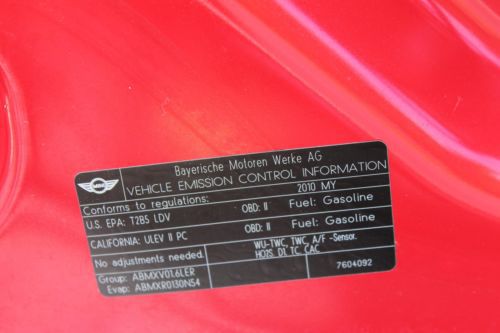 Bayerische Motoren Werke AG
VEHICLE EMISSION CONTROL INFORMATION
Conforms to regulations: 2010 MY
U.S. EPA: T2B5 LDV OBD: II Fuel: Gasoline
CALIFORNIA: ULEV II PC OBD: II Fuel: Gasoline
No adjustments needed. WU-TWC, TWC, A/F -Sensor,
HO2S, DI, TC, CAC
Group: ABMXV01.6LER
Evap: ABMXR0130N54 7604092